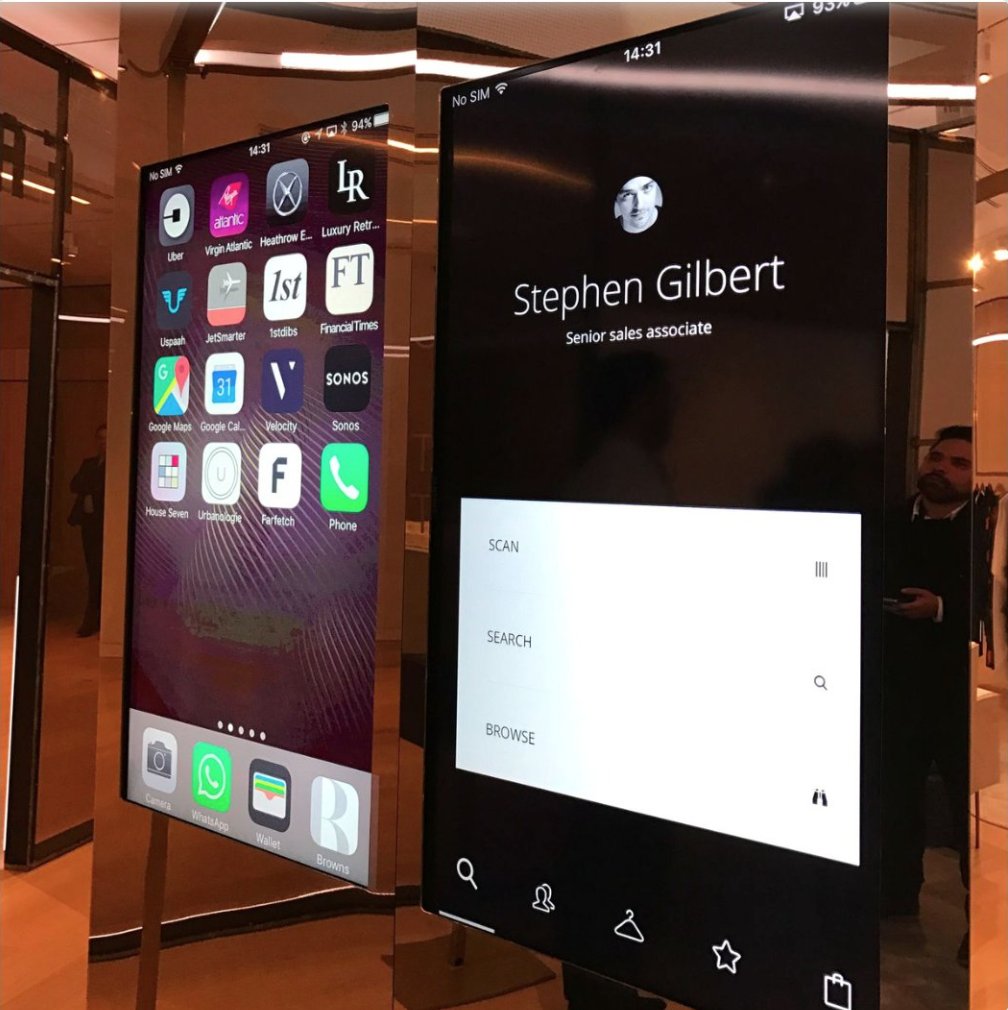 No SIM
14:31
94%
Uber
Virgin
atlantic
Virgin Atlantic
Heathrow E...
LR
Luxury Retr...
Uspaah
JetSmarter
1st
1stdibs
FT
FinancialTimes
G
Google Maps
31
Google Cal...
V
Velocity
SONOS
Sonos
House Seven
U
Urbanologie
F
Farfetch
Phone
Camera
WhatsApp
Wallet
B
Browns
No SIM
14:31
93%
Stephen Gilbert
Senior sales associate
SCAN
SEARCH
BROWSE